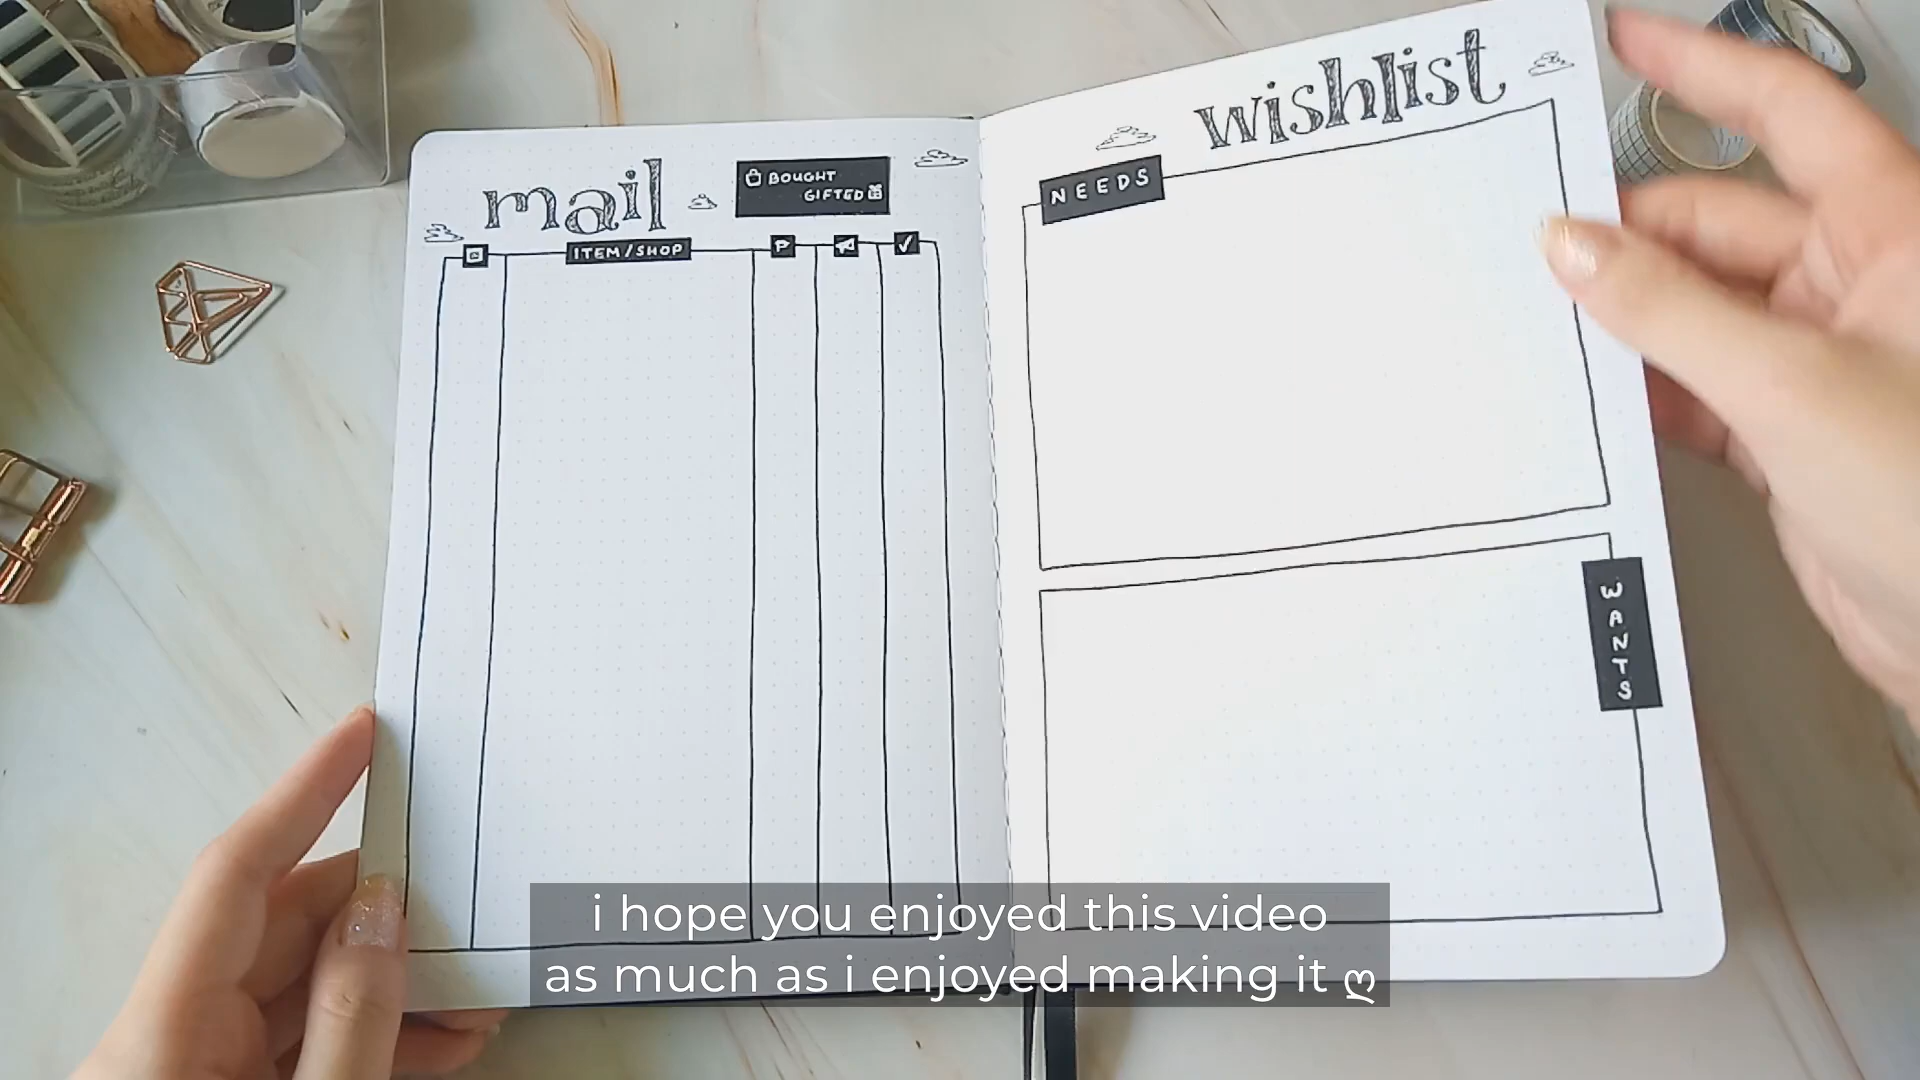 mail
BOUGHT
GIFTED
ITEM/SHOP
P
wishlist
NEEDS
WANTS
i hope you enjoyed this video
as much as i enjoyed making it ღ